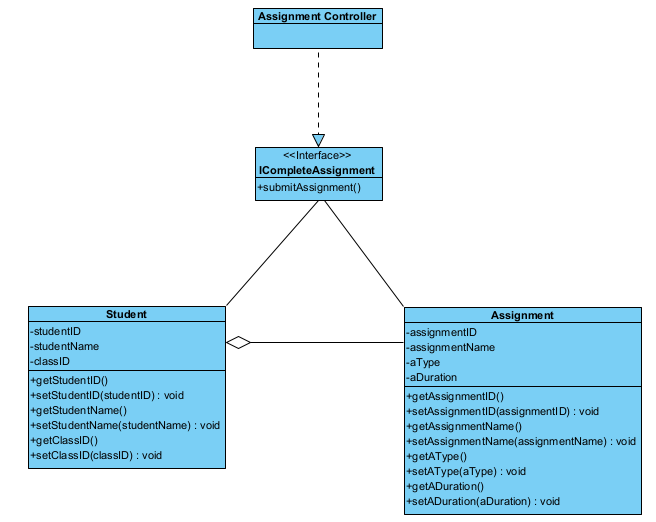 Assignment Controller
<<Interface>>
ICompleteAssignment
+submitAssignment()
Student
-studentID
-studentName
-classID
+getStudentID()
+setStudentID(studentID) : void
+getStudentName()
+setStudentName(studentName) : void
+getClassID()
+setClassID(classID) : void
Assignment
-assignmentID
-assignmentName
-aType
-aDuration
+getAssignmentID()
+setAssignmentID(assignmentID) : void
+getAssignmentName()
+setAssignmentName(assignmentName) : void
+getAType()
+setAType(aType) : void
+getADuration()
+setADuration(aDuration) : void